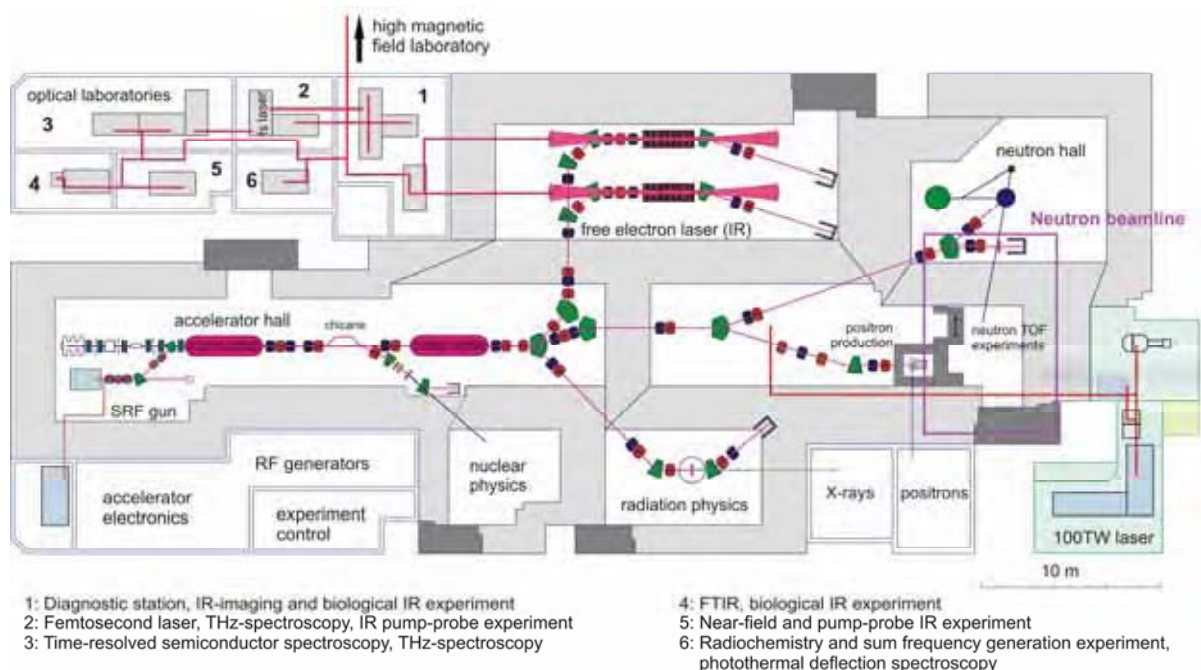 high magnetic
field laboratory
optical laboratories
2
1
3
fs laser
4
5
6
neutron hall
Neutron beamline
free electron laser (IR)
accelerator hall
chicane
positron
production
neutron TOF
experiments
SRF gun
RF generators
nuclear
physics
accelerator
electronics
experiment
control
radiation physics
X-rays
positrons
100TW laser
10 m
1: Diagnostic station, IR-imaging and biological IR experiment
2: Femtosecond laser, THz-spectroscopy, IR pump-probe experiment
3: Time-resolved semiconductor spectroscopy, THz-spectroscopy
4: FTIR, biological IR experiment
5: Near-field and pump-probe IR experiment
6: Radiochemistry and sum frequency generation experiment,
photothermal deflection spectroscopy